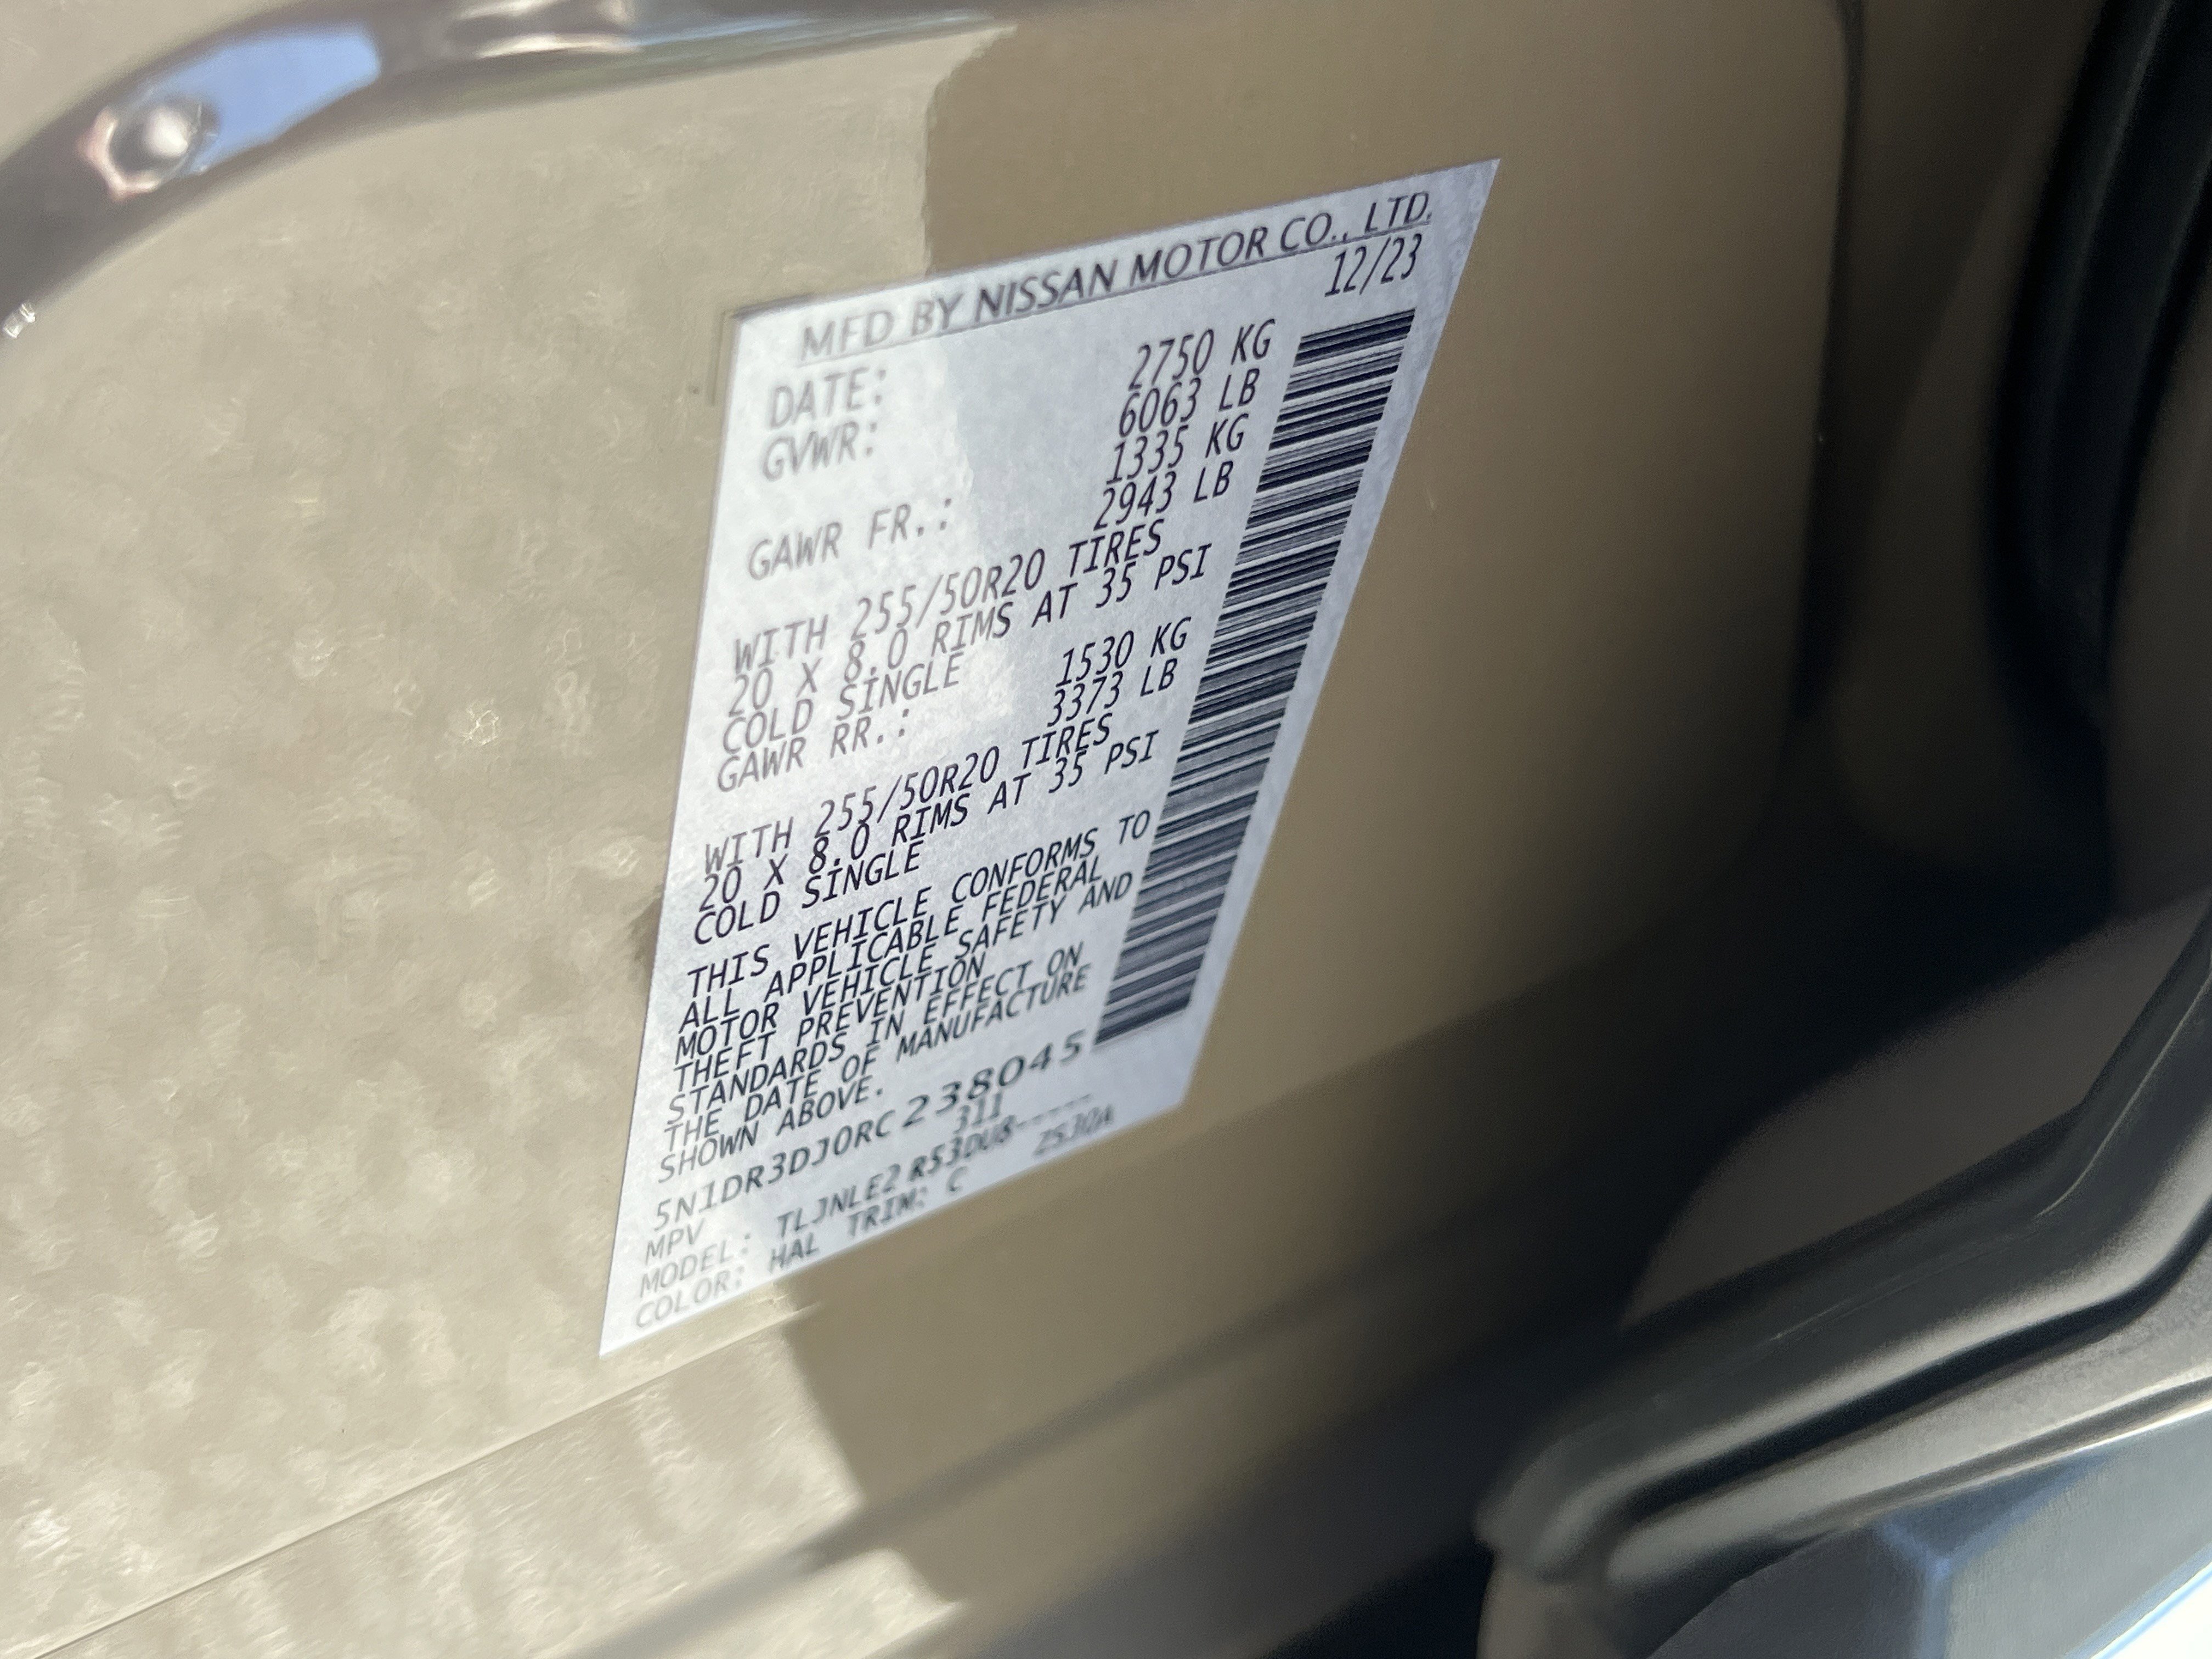 MFD BY NISSAN MOTOR CO., LTD.
DATE: 12/23
GVWR: 2750 KG
6063 LB
GAWR FR.: 1335 KG
2943 LB
WITH 255/50R20 TIRES
20 X 8.0 RIMS AT 35 PSI
COLD SINGLE
GAWR RR.: 1530 KG
3373 LB
WITH 255/50R20 TIRES
20 X 8.0 RIMS AT 35 PSI
COLD SINGLE
THIS VEHICLE CONFORMS TO
ALL APPLICABLE FEDERAL
MOTOR VEHICLE SAFETY AND
THEFT PREVENTION
STANDARDS IN EFFECT ON
THE DATE OF MANUFACTURE
SHOWN ABOVE.
5N1DR3DJ0RC238045
MPV 311
MODEL: TLJNLE2 R53DU8-----
COLOR: HAL TRIM: C ZS30A